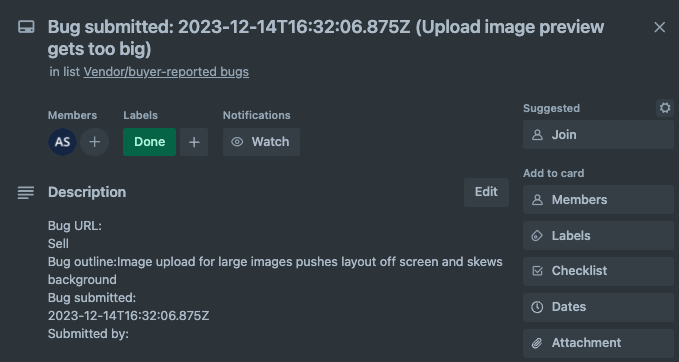 Bug submitted: 2023-12-14T16:32:06.875Z (Upload image preview
gets too big)
in list Vendor/buyer-reported bugs
Members
Labels
Notifications
AS
Done
Watch
Suggested
Join
Add to card
Members
Labels
Checklist
Dates
Attachment
Description
Edit
Bug URL:
Sell
Bug outline:Image upload for large images pushes layout off screen and skews
background
Bug submitted:
2023-12-14T16:32:06.875Z
Submitted by: